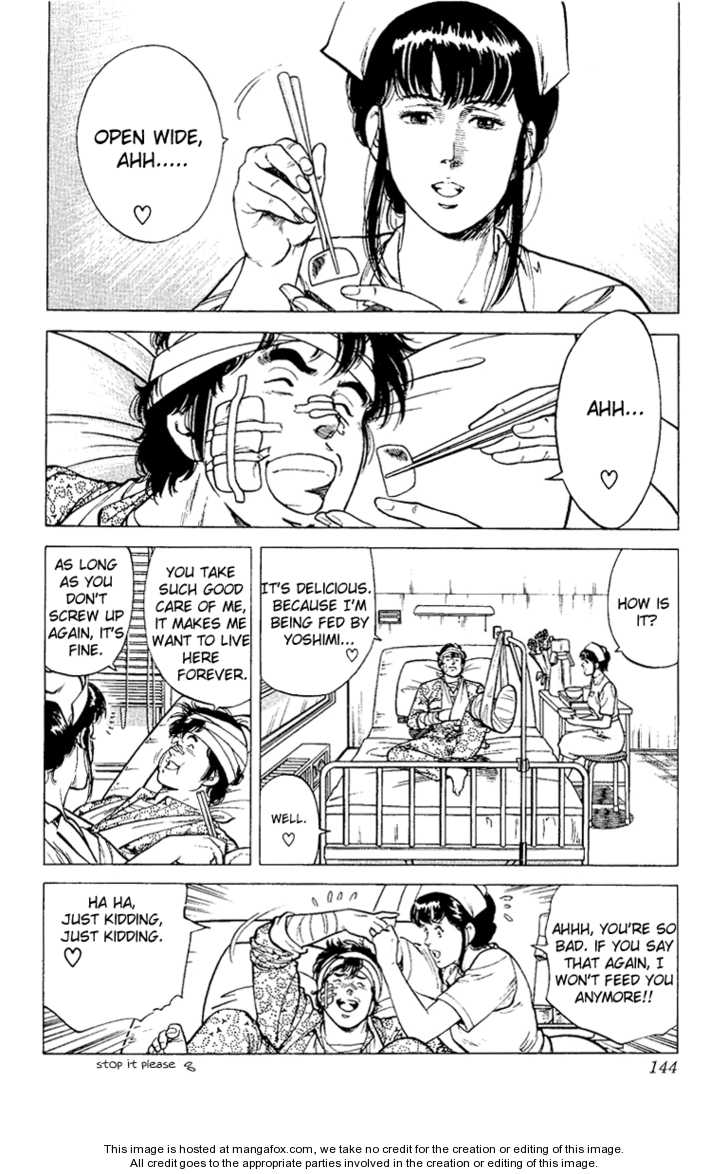 OPEN WIDE,
AHH.....
♡
AHH...
♡
HOW IS
IT?
IT'S DELICIOUS.
BECAUSE I'M
BEING FED BY
YOSHIMI...
♡
WELL.
♡
YOU TAKE
SUCH GOOD
CARE OF ME,
IT MAKES ME
WANT TO LIVE
HERE
FOREVER.
AS LONG
AS YOU
DON'T
SCREW UP
AGAIN, IT'S
FINE.
AHHH, YOU'RE SO
BAD. IF YOU SAY
THAT AGAIN, I
WON'T FEED YOU
ANYMORE!!
HA HA,
JUST KIDDING,
JUST KIDDING.
♡
stop it please
144
This image is hosted at mangafox.com, we take no credit for the creation or editing of this image.
All credit goes to the appropriate parties involved in the creation or editing of this image.